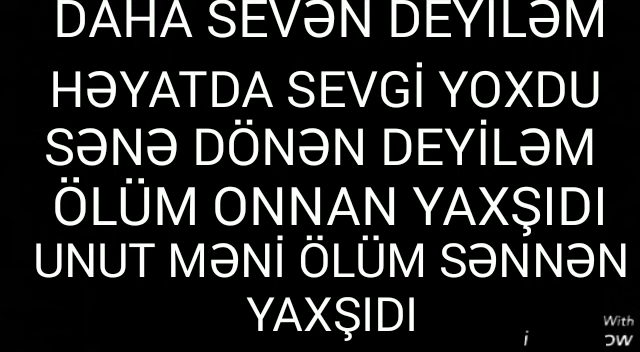 DAHA SEVƏN DEYİLƏM
HƏYATDA SEVGİ YOXDU
SƏNƏ DÖNƏN DEYİLƏM
ÖLÜM ONNAN YAXŞIDI
UNUT MƏNİ ÖLÜM SƏNNƏN
YAXŞIDI
With